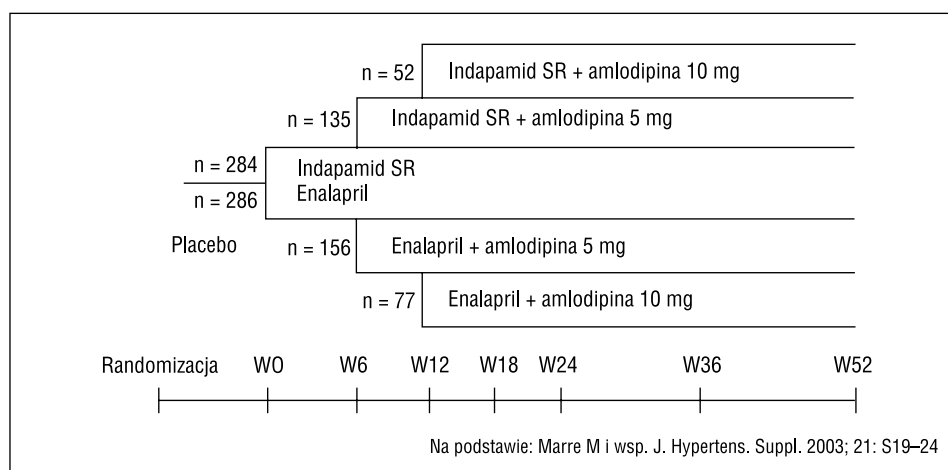 n = 52
Indapamid SR + amlodipina 10 mg
n = 135
Indapamid SR + amlodipina 5 mg
n = 284
Indapamid SR
n = 286
Enalapril
Placebo
n = 156
Enalapril + amlodipina 5 mg
n = 77
Enalapril + amlodipina 10 mg
Randomizacja W0 W6 W12 W18 W24 W36 W52
Na podstawie: Marre M i wsp. J. Hypertens. Suppl. 2003; 21: S19–24